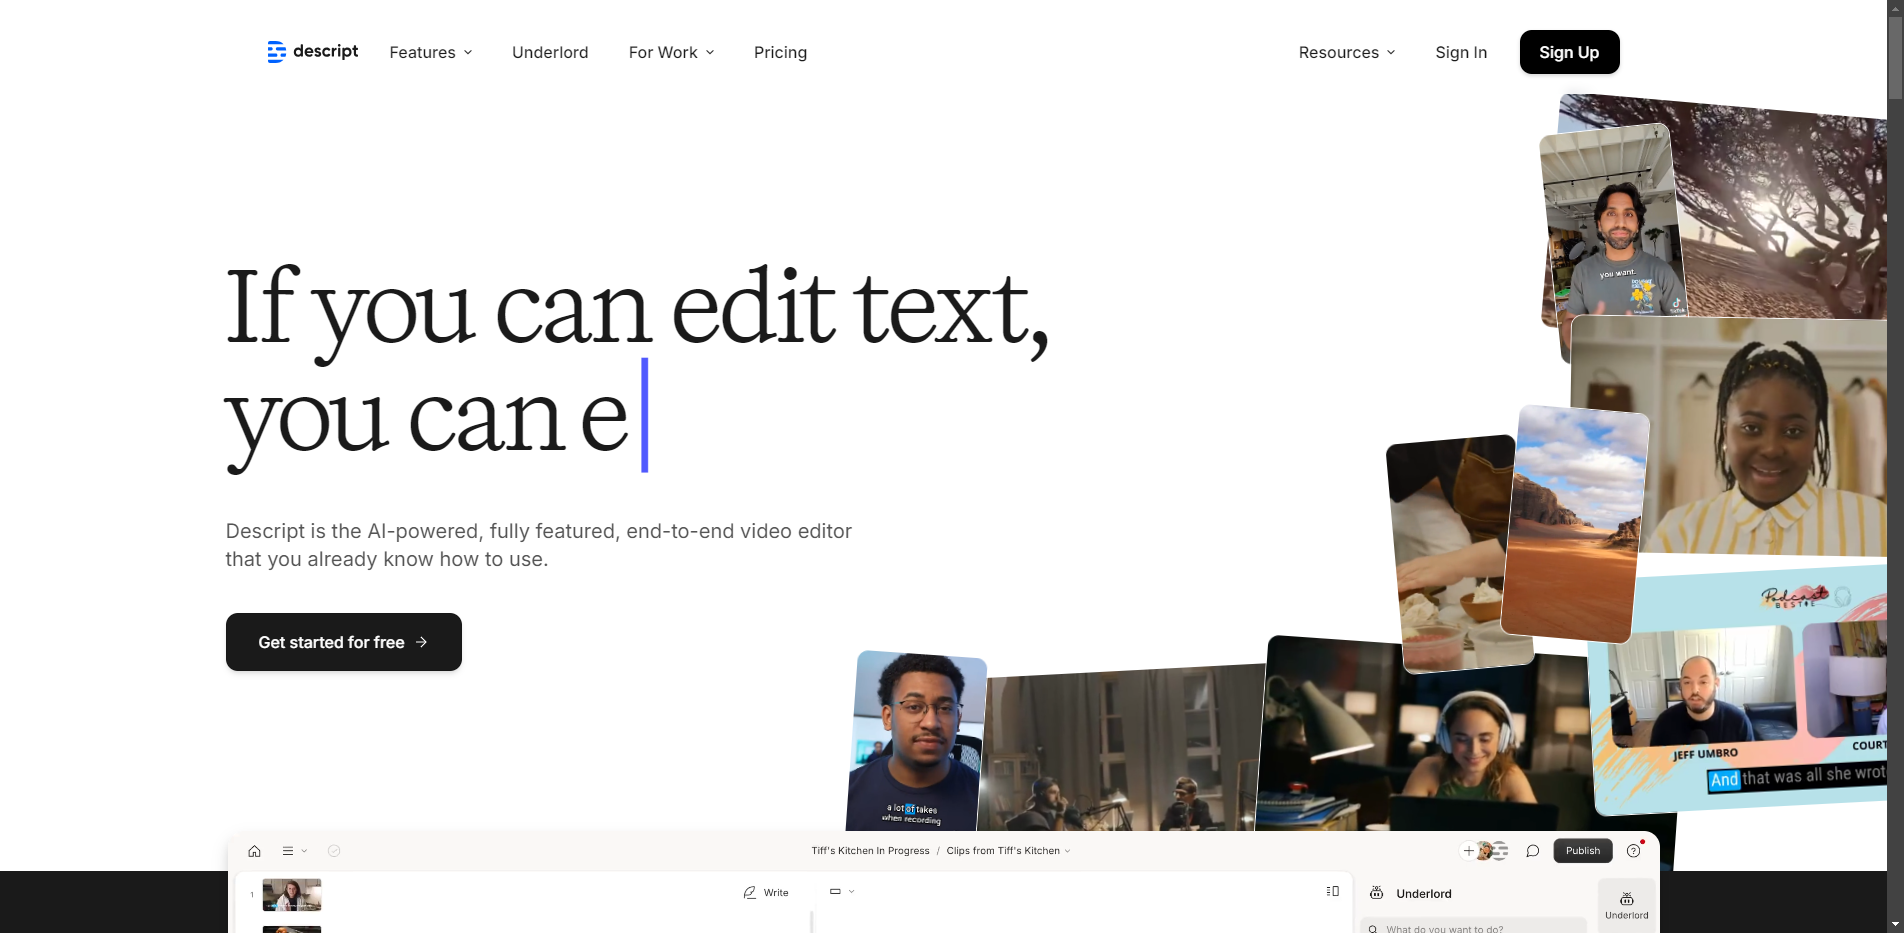 descript
Features
Underlord
For Work
Pricing
Resources
Sign In
Sign Up
If you can edit text,
you can e
Descript is the AI-powered, fully featured, end-to-end video editor
that you already know how to use.
Get started for free
you want.
TikTok
Podcast
BESTIE
JEFF UMBRO
COURT
And that was all she wrote
a lot of takes
when recording
Tiff's Kitchen In Progress / Clips from Tiff's Kitchen
Publish
1
Write
Underlord
Underlord
What do you want to do?